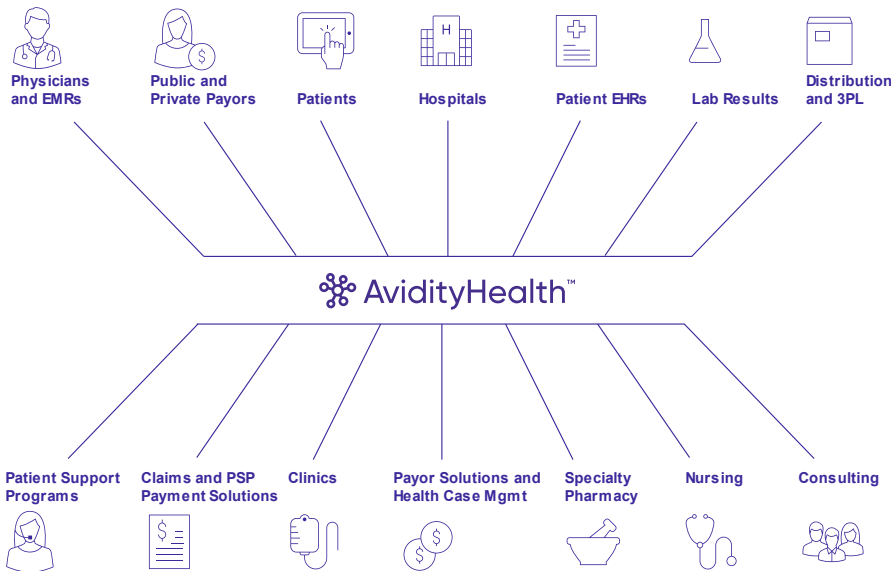 H
$
Physicians
and EMRs
Public and
Private Payors
Patients
Hospitals
Patient EHRs
Lab Results
Distribution
and 3PL
AvidityHealth™
Patient Support
Programs
Claims and PSP
Payment Solutions
Clinics
Payor Solutions and
Health Case Mgmt
Specialty
Pharmacy
Nursing
Consulting
$
$
$